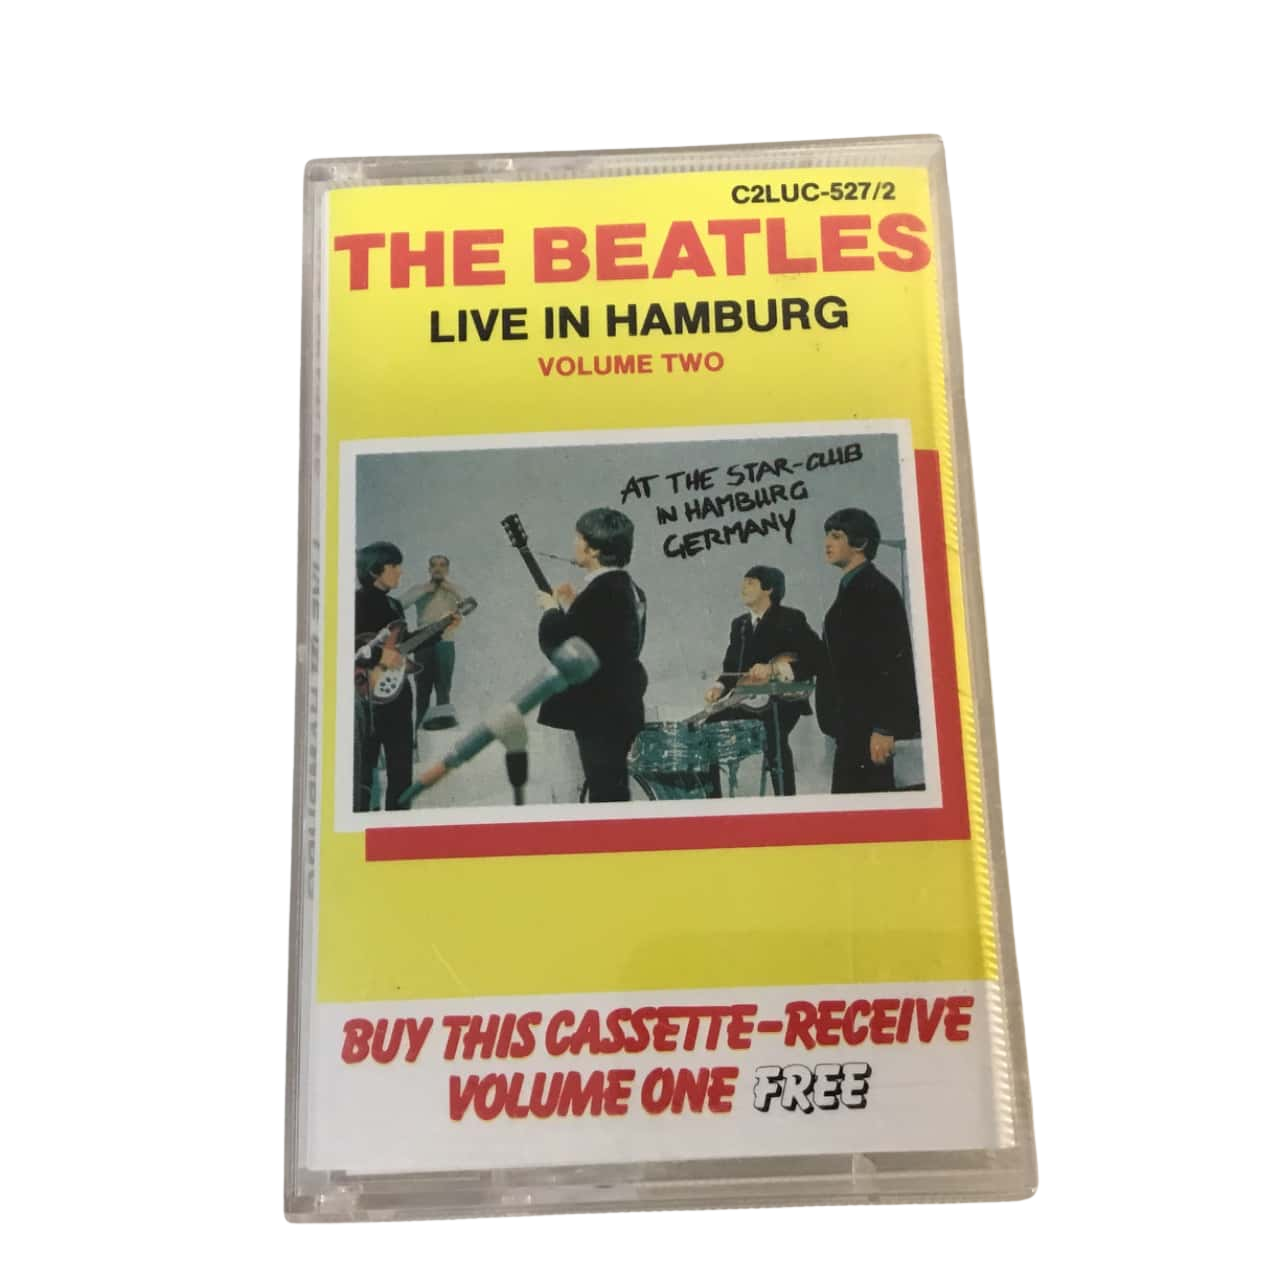 C2LUC-527/2
THE BEATLES
LIVE IN HAMBURG
VOLUME TWO
AT THE STAR-CLUB
IN HAMBURG
GERMANY
BUY THIS CASSETTE-RECEIVE
VOLUME ONE FREE